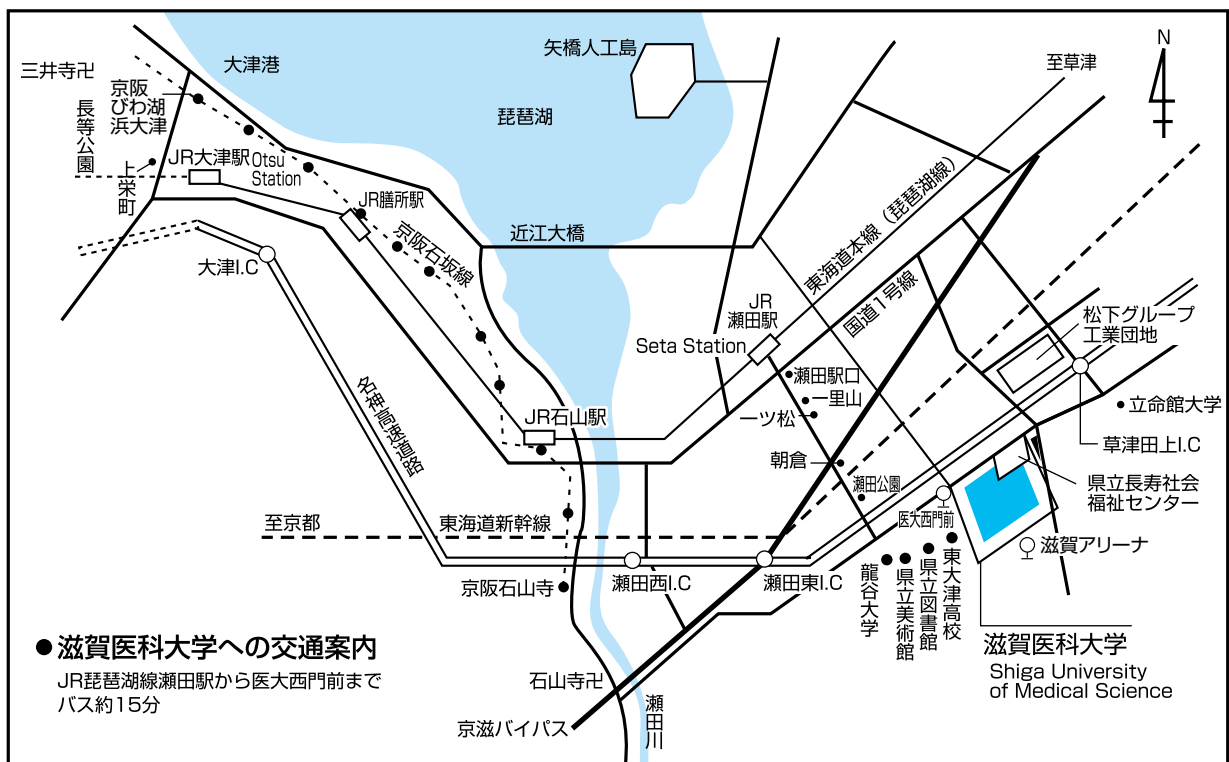 三井寺卍
大津港
矢橋人工島
至草津
N
京阪
びわ湖
浜大津
長等公園
琵琶湖
上栄町
JR大津駅
Otsu
Station
JR膳所駅
京阪石坂線
近江大橋
東海道本線（琵琶湖線）
国道1号線
大津I.C
JR
瀬田駅
Seta Station
松下グループ
工業団地
瀬田駅口
一里山
一ツ松
立命館大学
名神高速道路
JR石山駅
草津田上I.C
朝倉
瀬田公園
県立長寿社会
福祉センター
至京都
東海道新幹線
医大西門前
滋賀アリーナ
京阪石山寺
瀬田西I.C
瀬田東I.C
龍谷大学
県立美術館
県立図書館
東大津高校
滋賀医科大学
Shiga University
of Medical Science
●滋賀医科大学への交通案内
JR琵琶湖線瀬田駅から医大西門前まで
バス約15分
石山寺卍
瀬田川
京滋バイパス